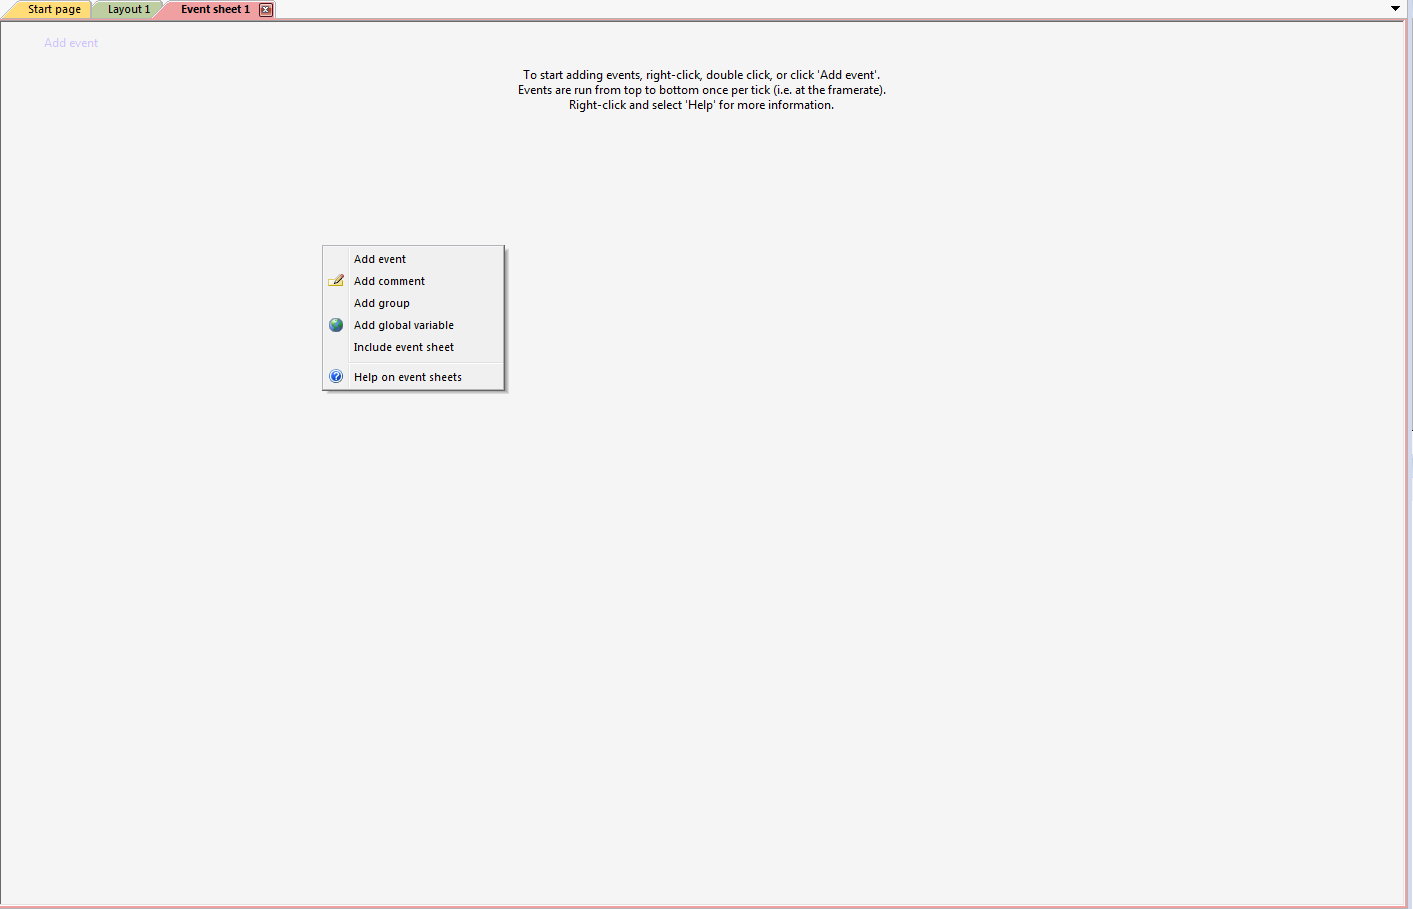 Start page
Layout 1
Event sheet 1
Add event
To start adding events, right-click, double click, or click 'Add event'.
Events are run from top to bottom once per tick (i.e. at the framerate).
Right-click and select 'Help' for more information.
Add event
Add comment
Add group
Add global variable
Include event sheet
Help on event sheets